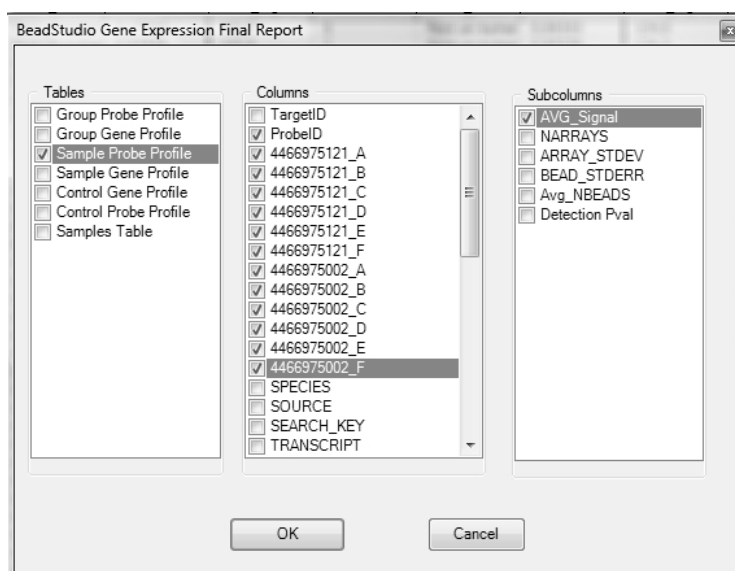 BeadStudio Gene Expression Final Report
Tables
Group Probe Profile
Group Gene Profile
Sample Probe Profile
Sample Gene Profile
Control Gene Profile
Control Probe Profile
Samples Table
Columns
TargetID
ProbeID
4466975121_A
4466975121_B
4466975121_C
4466975121_D
4466975121_E
4466975121_F
4466975002_A
4466975002_B
4466975002_C
4466975002_D
4466975002_E
4466975002_F
SPECIES
SOURCE
SEARCH_KEY
TRANSCRIPT
Subcolumns
AVG_Signal
NARRAYS
ARRAY_STDEV
BEAD_STDERR
Avg_NBEADS
Detection Pval
OK
Cancel